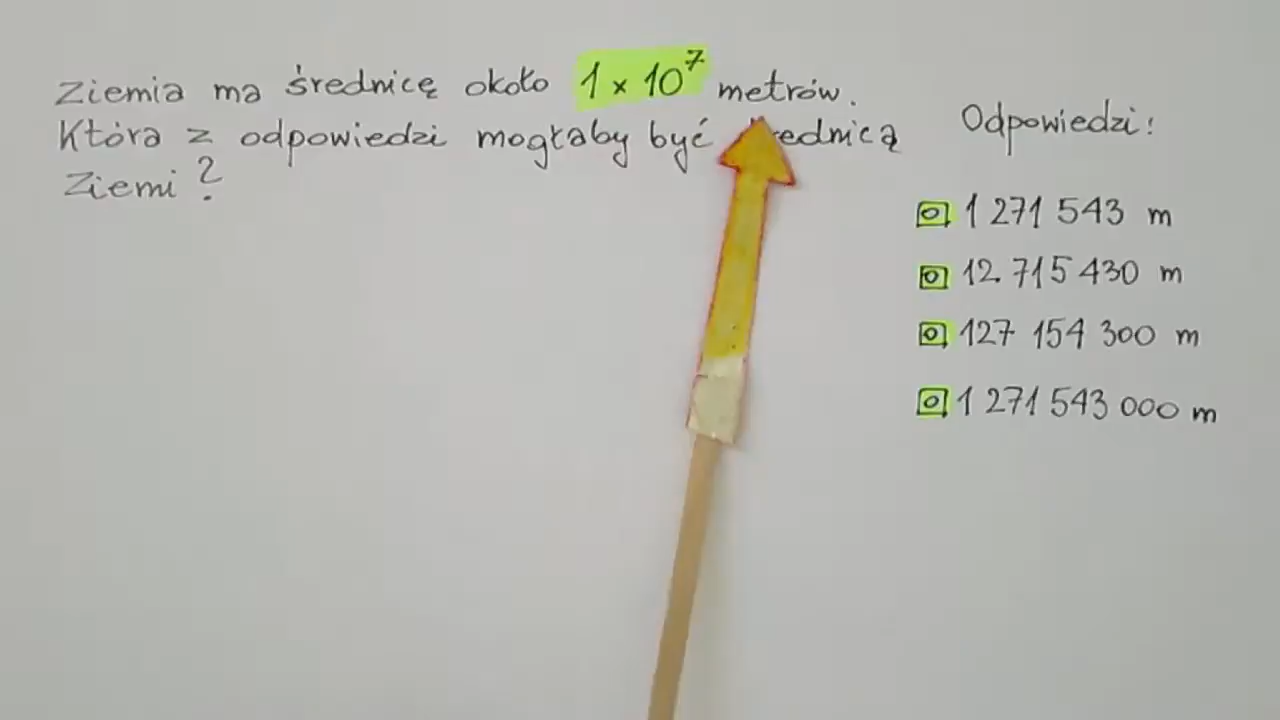 Ziemia ma średnicę około 1 × 10⁷ metrów.
Która z odpowiedzi mogłaby być średnicą
Ziemi?
Odpowiedzi:
1 271 543 m
12 715 430 m
127 154 300 m
1 271 543 000 m